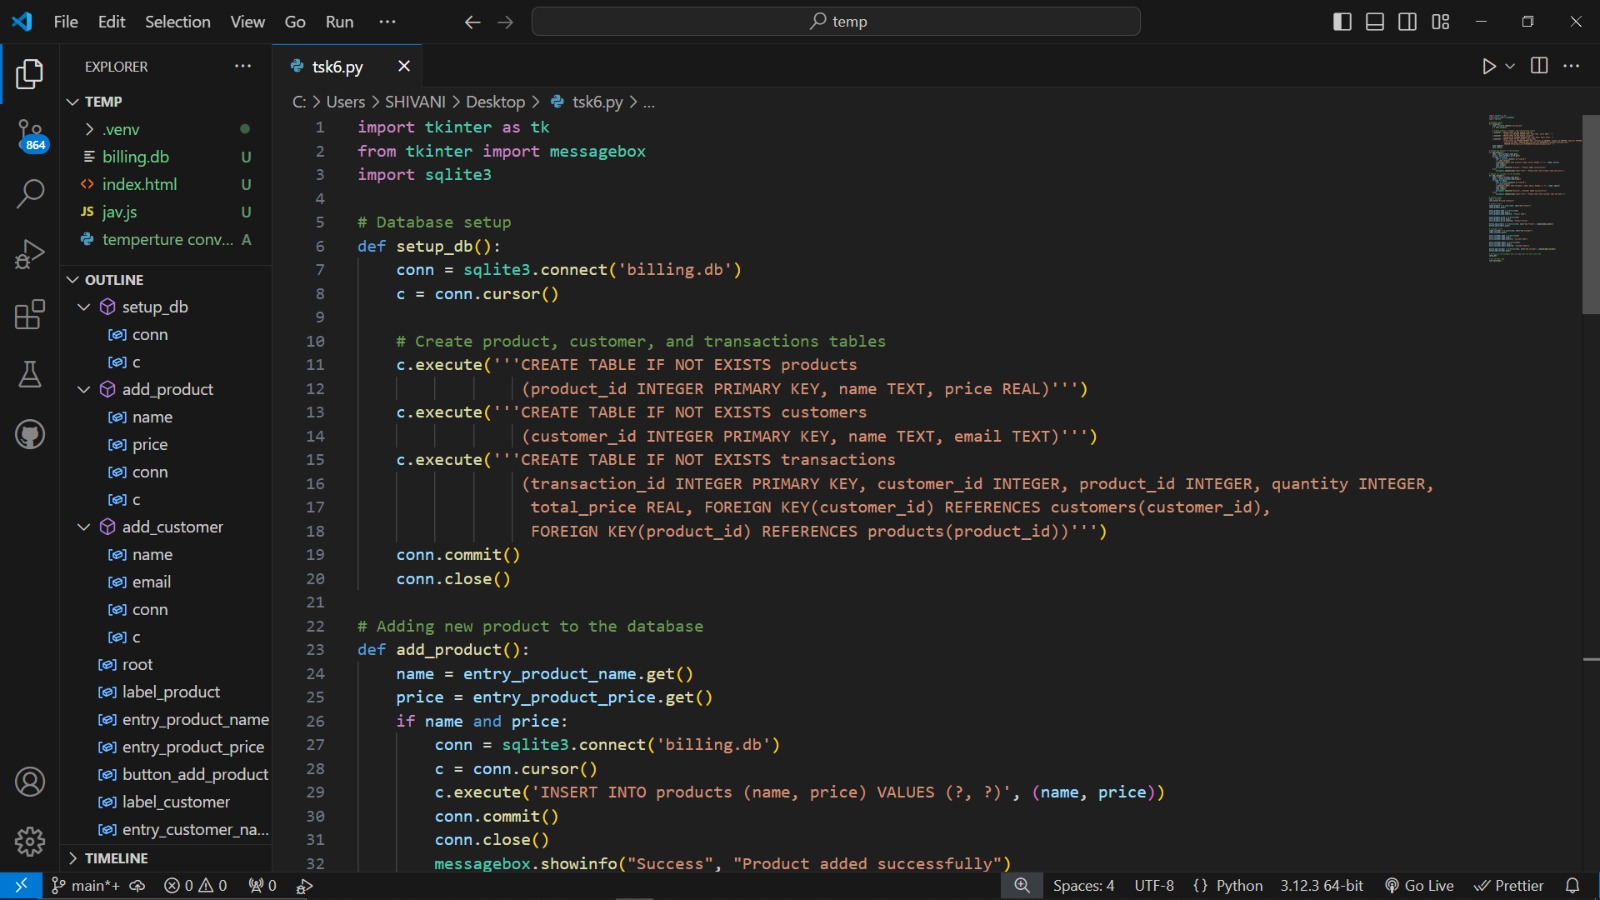 File Edit Selection View Go Run ···
temp
EXPLORER ···
TEMP
.venv
billing.db U
index.html U
JS jav.js U
temperture conv... A
OUTLINE
setup_db
conn
c
add_product
name
price
conn
c
add_customer
name
email
conn
c
root
label_product
entry_product_name
entry_product_price
button_add_product
label_customer
entry_customer_na...
TIMELINE
864
tsk6.py
C: > Users > SHIVANI > Desktop > tsk6.py > ...
1 import tkinter as tk
2 from tkinter import messagebox
3 import sqlite3
4
5 # Database setup
6 def setup_db():
7     conn = sqlite3.connect('billing.db')
8     c = conn.cursor()
9
10     # Create product, customer, and transactions tables
11     c.execute('''CREATE TABLE IF NOT EXISTS products
12                  (product_id INTEGER PRIMARY KEY, name TEXT, price REAL)''')
13     c.execute('''CREATE TABLE IF NOT EXISTS customers
14                  (customer_id INTEGER PRIMARY KEY, name TEXT, email TEXT)''')
15     c.execute('''CREATE TABLE IF NOT EXISTS transactions
16                  (transaction_id INTEGER PRIMARY KEY, customer_id INTEGER, product_id INTEGER, quantity INTEGER,
17                   total_price REAL, FOREIGN KEY(customer_id) REFERENCES customers(customer_id),
18                   FOREIGN KEY(product_id) REFERENCES products(product_id))''')
19     conn.commit()
20     conn.close()
21
22 # Adding new product to the database
23 def add_product():
24     name = entry_product_name.get()
25     price = entry_product_price.get()
26     if name and price:
27         conn = sqlite3.connect('billing.db')
28         c = conn.cursor()
29         c.execute('INSERT INTO products (name, price) VALUES (?, ?)', (name, price))
30         conn.commit()
31         conn.close()
32         messagebox.showinfo("Success", "Product added successfully")
main*+ 0 0 0 Spaces: 4 UTF-8 {} Python 3.12.3 64-bit Go Live Prettier